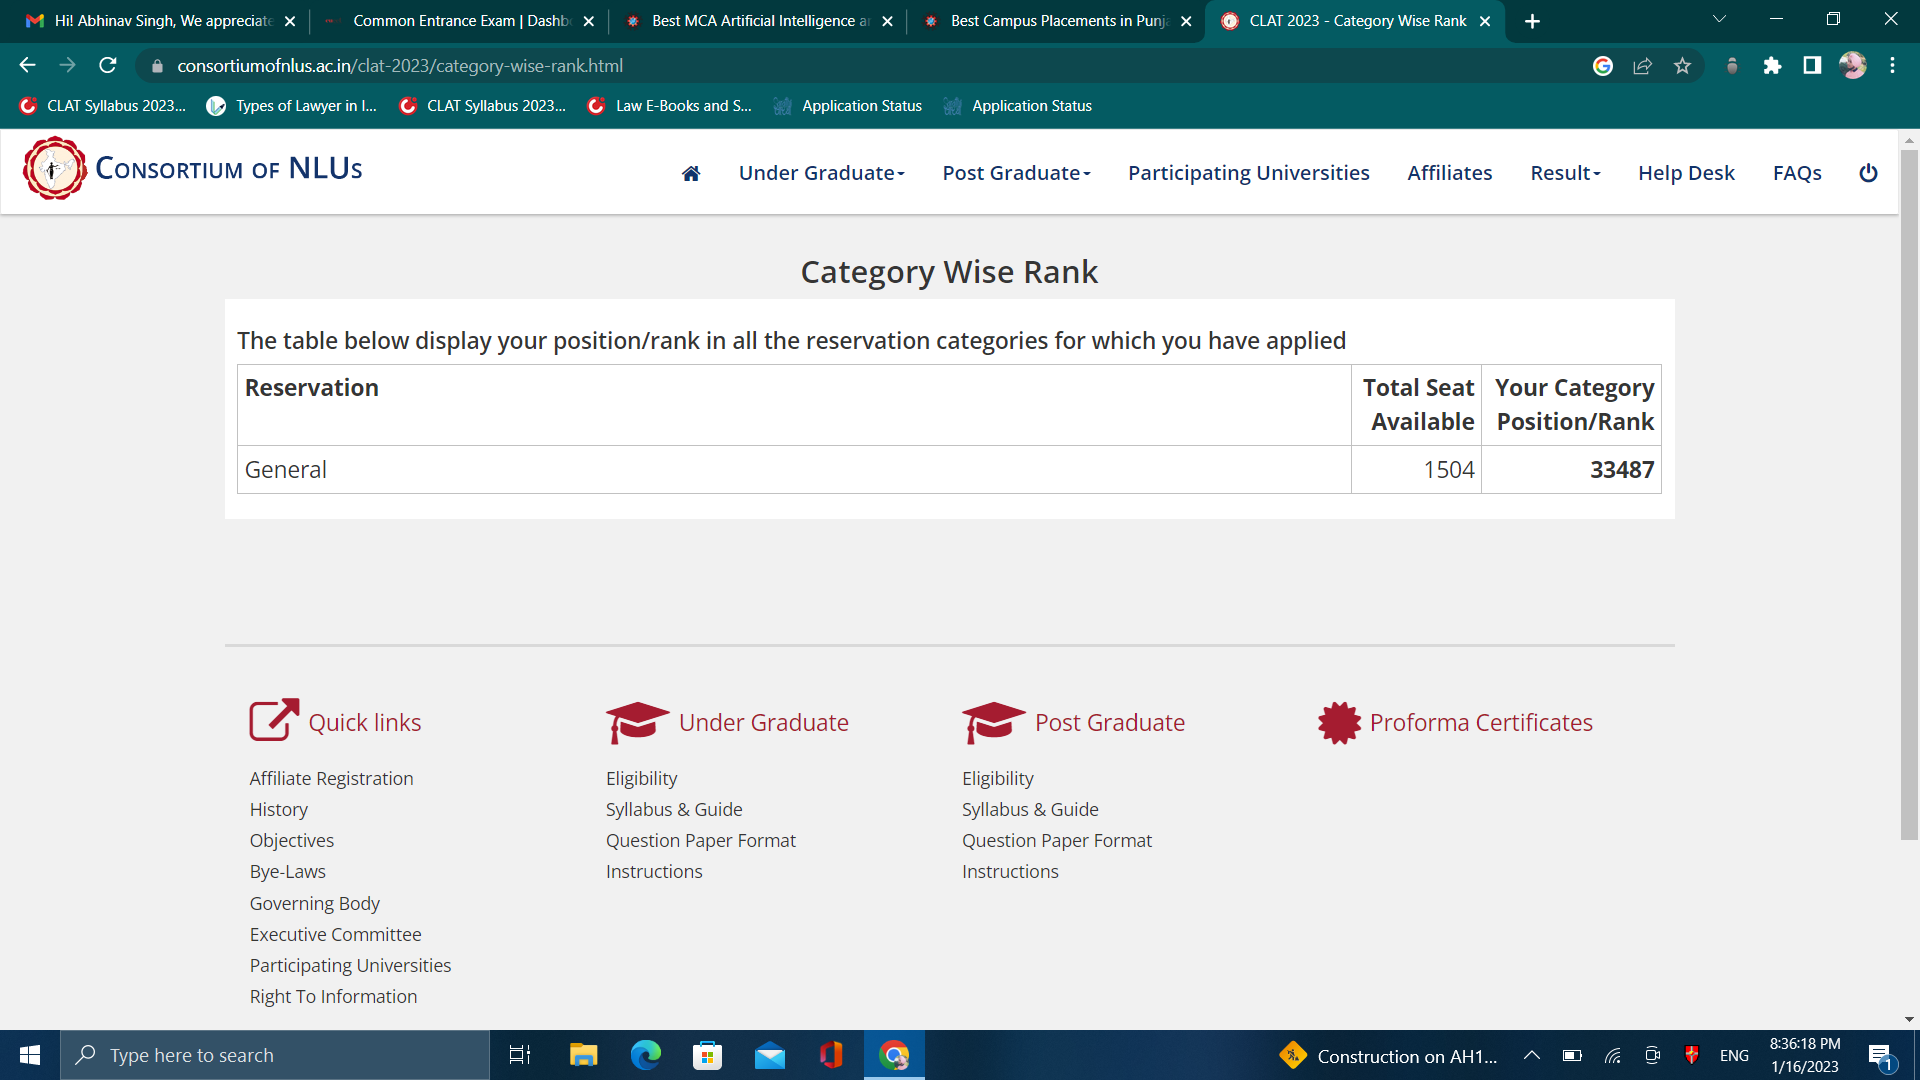 Hi! Abhinav Singh, We appreciate
Common Entrance Exam | Dashb
Best MCA Artificial Intelligence a
Best Campus Placements in Punja
CLAT 2023 - Category Wise Rank
consortiumofnlus.ac.in/clat-2023/category-wise-rank.html
CLAT Syllabus 2023...
Types of Lawyer in I...
CLAT Syllabus 2023...
Law E-Books and S...
Application Status
Application Status
CONSORTIUM OF NLUS
Under Graduate
Post Graduate
Participating Universities
Affiliates
Result
Help Desk
FAQs
Category Wise Rank
The table below display your position/rank in all the reservation categories for which you have applied
Reservation
Total Seat
Available
Your Category
Position/Rank
General
1504
33487
Quick links
Affiliate Registration
History
Objectives
Bye-Laws
Governing Body
Executive Committee
Participating Universities
Right To Information
Under Graduate
Eligibility
Syllabus & Guide
Question Paper Format
Instructions
Post Graduate
Eligibility
Syllabus & Guide
Question Paper Format
Instructions
Proforma Certificates
Type here to search
Construction on AH1...
ENG
8:36:18 PM
1/16/2023
1